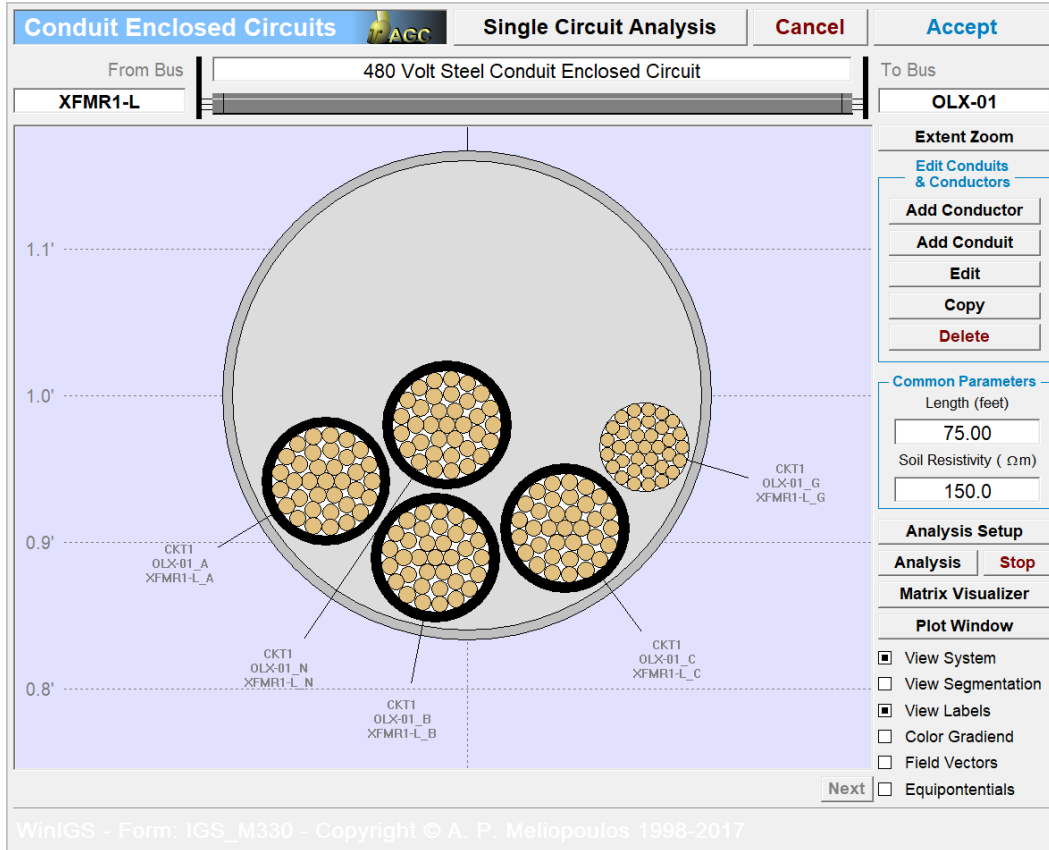 Conduit Enclosed Circuits
AGC
Single Circuit Analysis
Cancel
Accept
From Bus
480 Volt Steel Conduit Enclosed Circuit
To Bus
XFMR1-L
OLX-01
Extent Zoom
Edit Conduits
& Conductors
Add Conductor
Add Conduit
Edit
Copy
Delete
Common Parameters
Length (feet)
75.00
Soil Resistivity ( Ωm)
150.0
Analysis Setup
Analysis
Stop
Matrix Visualizer
Plot Window
View System
View Segmentation
View Labels
Color Gradiend
Field Vectors
Equipontentials
Next
1.1'
1.0'
0.9'
0.8'
CKT1
OLX-01_G
XFMR1-L_G
CKT1
OLX-01_A
XFMR1-L_A
CKT1
OLX-01_N
XFMR1-L_N
CKT1
OLX-01_C
XFMR1-L_C
CKT1
OLX-01_B
XFMR1-L_B
WinIGS - Form: IGS_M330 - Copyright © A. P. Meliopoulos 1998-2017